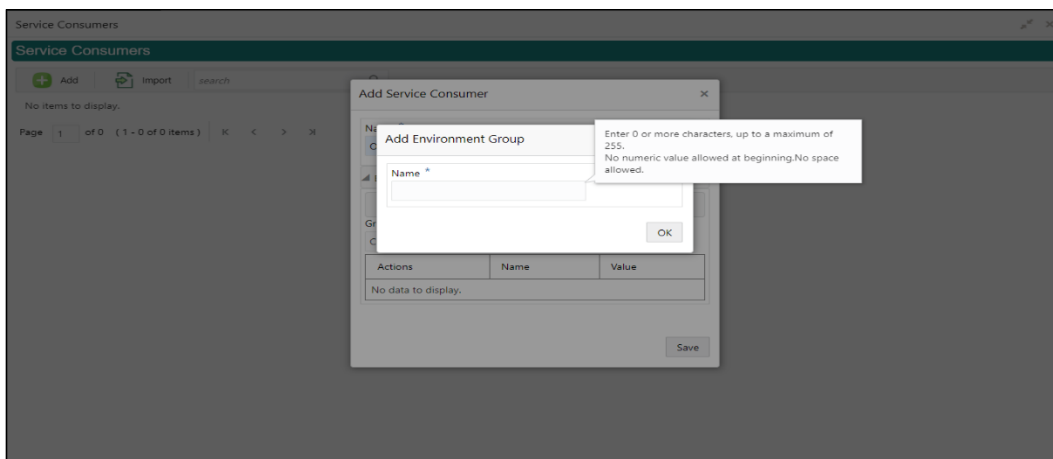 Service Consumers
Service Consumers
Add Import search
No items to display.
Page 1 of 0 (1 - 0 of 0 items)
Add Service Consumer
Add Environment Group
Enter 0 or more characters, up to a maximum of
255.
No numeric value allowed at beginning.No space
allowed.
Name *
OK
Actions Name Value
No data to display.
Save